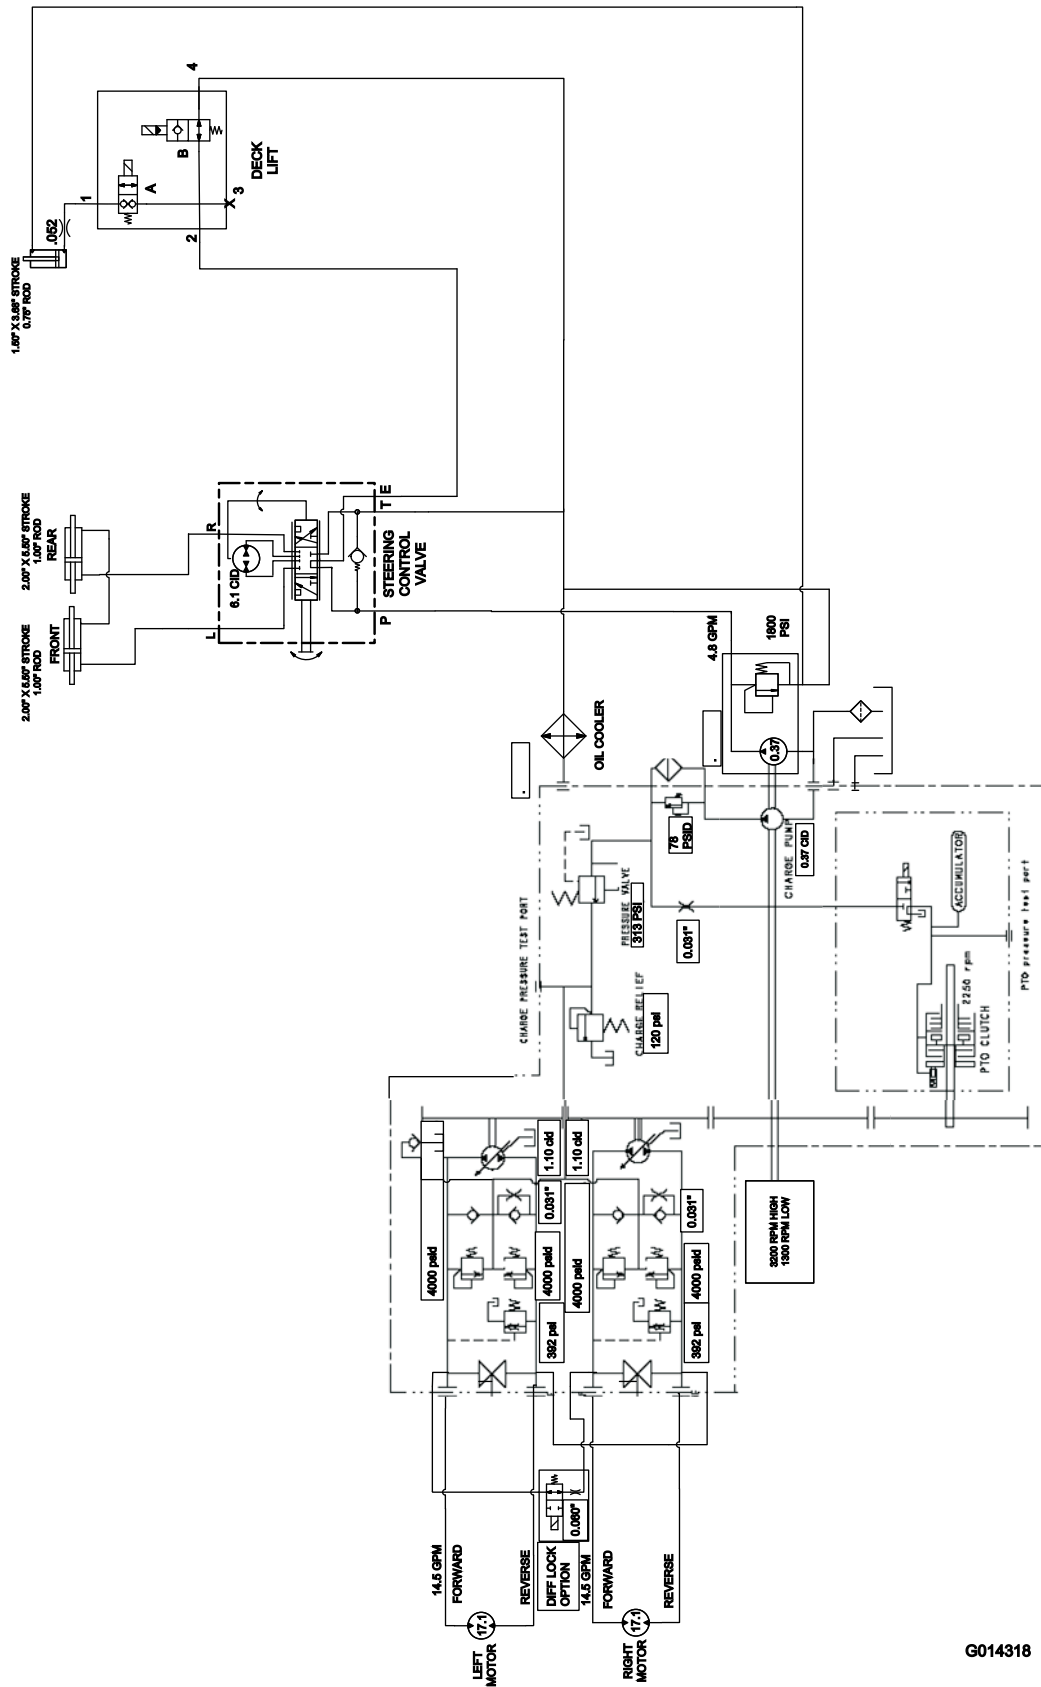 1.50" X 3.88" STROKE
0.75" ROD
.052
1
2
3
4
A
B
DECK
LIFT
2.00" X 5.50" STROKE
1.00" ROD
REAR
2.00" X 5.50" STROKE
1.00" ROD
FRONT
L
R
6.1 CID
P
T
E
STEERING
CONTROL
VALVE
4.8 GPM
1800
PSI
0.37
OIL COOLER
CHARGE PRESSURE TEST PORT
PRESSURE VALVE
313 PSI
78
PSID
CHARGE PUMP
0.37 CID
0.031"
CHARGE RELIEF
120 psi
ACCUMULATOR
2250 rpm
PTO CLUTCH
PTO pressure test port
4000 psid
0.031"
1.10 cid
1.10 cid
4000 psid
392 psi
4000 psid
0.031"
4000 psid
392 psi
3200 RPM HIGH
1300 RPM LOW
14.5 GPM
FORWARD
REVERSE
17.1
LEFT
MOTOR
DIFF LOCK
OPTION
0.060"
14.5 GPM
FORWARD
REVERSE
17.1
RIGHT
MOTOR
G014318